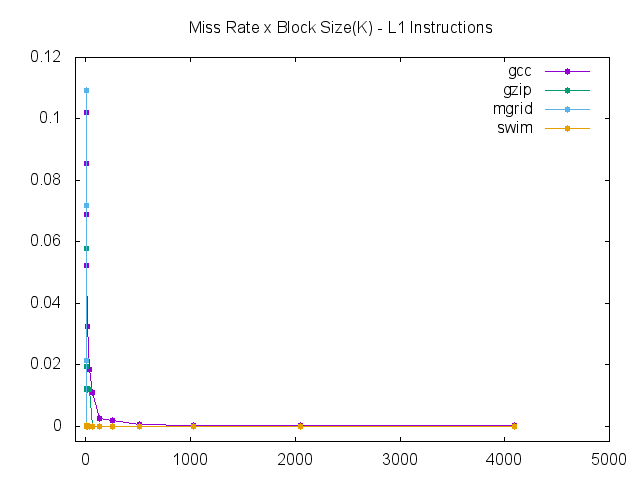 Miss Rate x Block Size(K) - L1 Instructions
0.12
0.1
0.08
0.06
0.04
0.02
0
gcc
gzip
mgrid
swim
0 1000 2000 3000 4000 5000